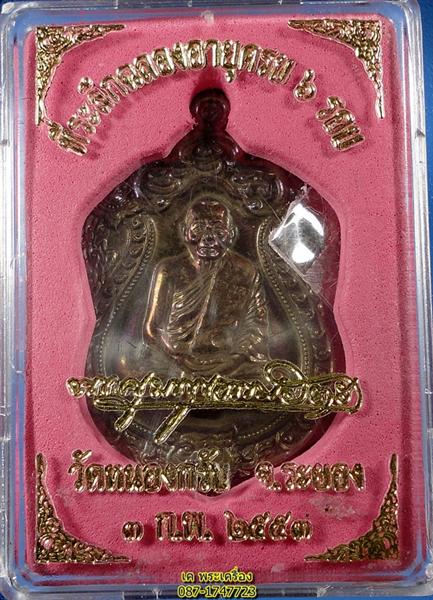 ที่ระลึกฉลองอายุครบ ๖ รอบ
วัดหนองกรับ จ.ระยอง
๓ ก.พ. ๒๕๕๓
เค พระเครื่อง
087-1747723